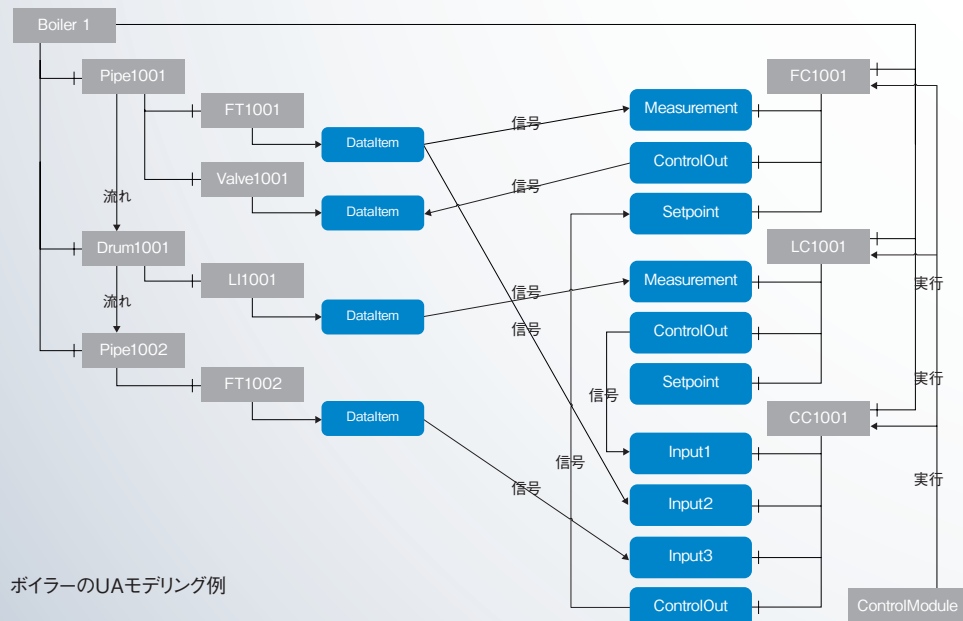 Boiler 1
Pipe1001
FT1001
DataItem
Valve1001
DataItem
流れ
Drum1001
LI1001
DataItem
流れ
Pipe1002
FT1002
DataItem
信号
信号
信号
信号
信号
信号
信号
FC1001
Measurement
ControlOut
Setpoint
LC1001
Measurement
ControlOut
Setpoint
CC1001
Input1
Input2
Input3
ControlOut
実行
実行
実行
ControlModule
ボイラーのUAモデリング例